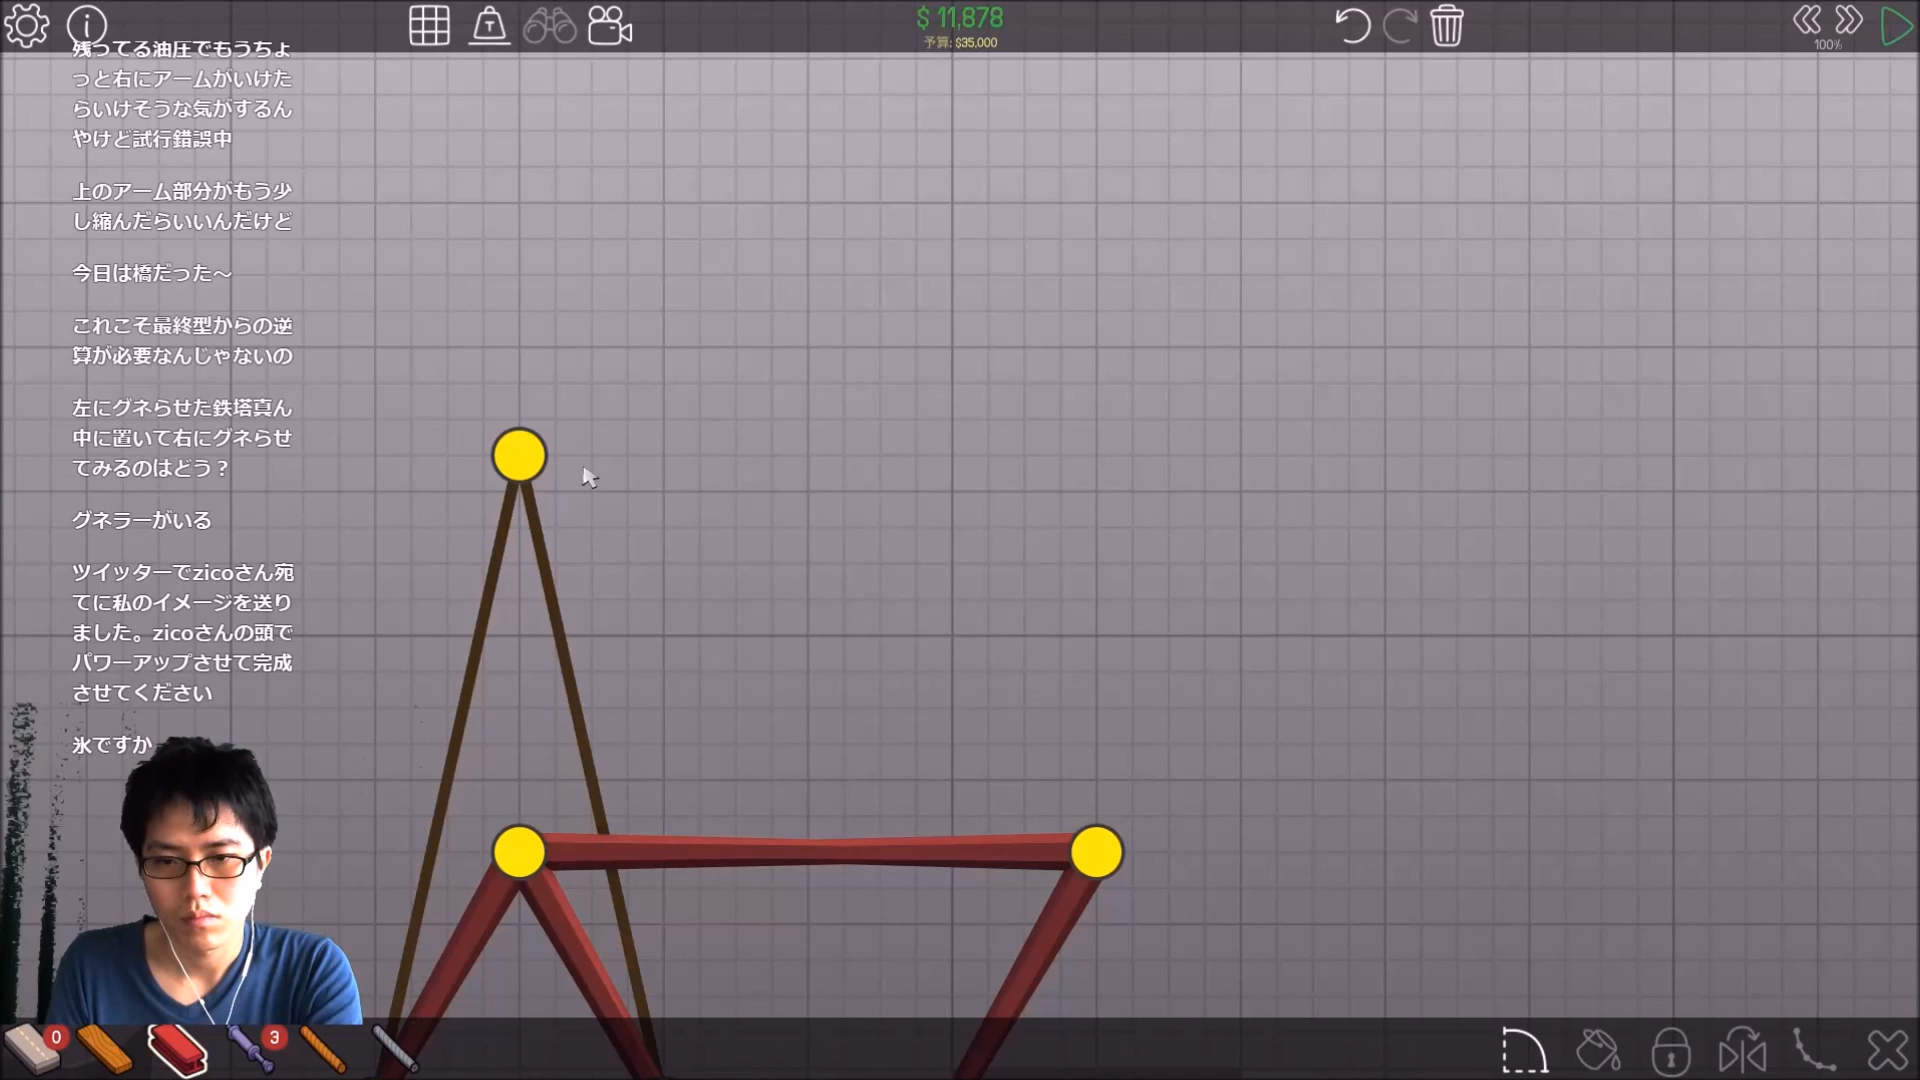 $ 11,878
予算: $35,000
100%
残ってる油圧でもうちょ
っと右にアームがいけた
らいけそうな気がするん
やけど試行錯誤中
上のアーム部分がもう少
し縮んだらいいんだけど
今日は橋だった～
これこそ最終型からの逆
算が必要なんじゃないの
左にグネらせた鉄塔真ん
中に置いて右にグネらせ
てみるのはどう？
グネラーがいる
ツイッターでzicoさん宛
てに私のイメージを送り
ました。zicoさんの頭で
パワーアップさせて完成
させてください
氷ですか
0
3